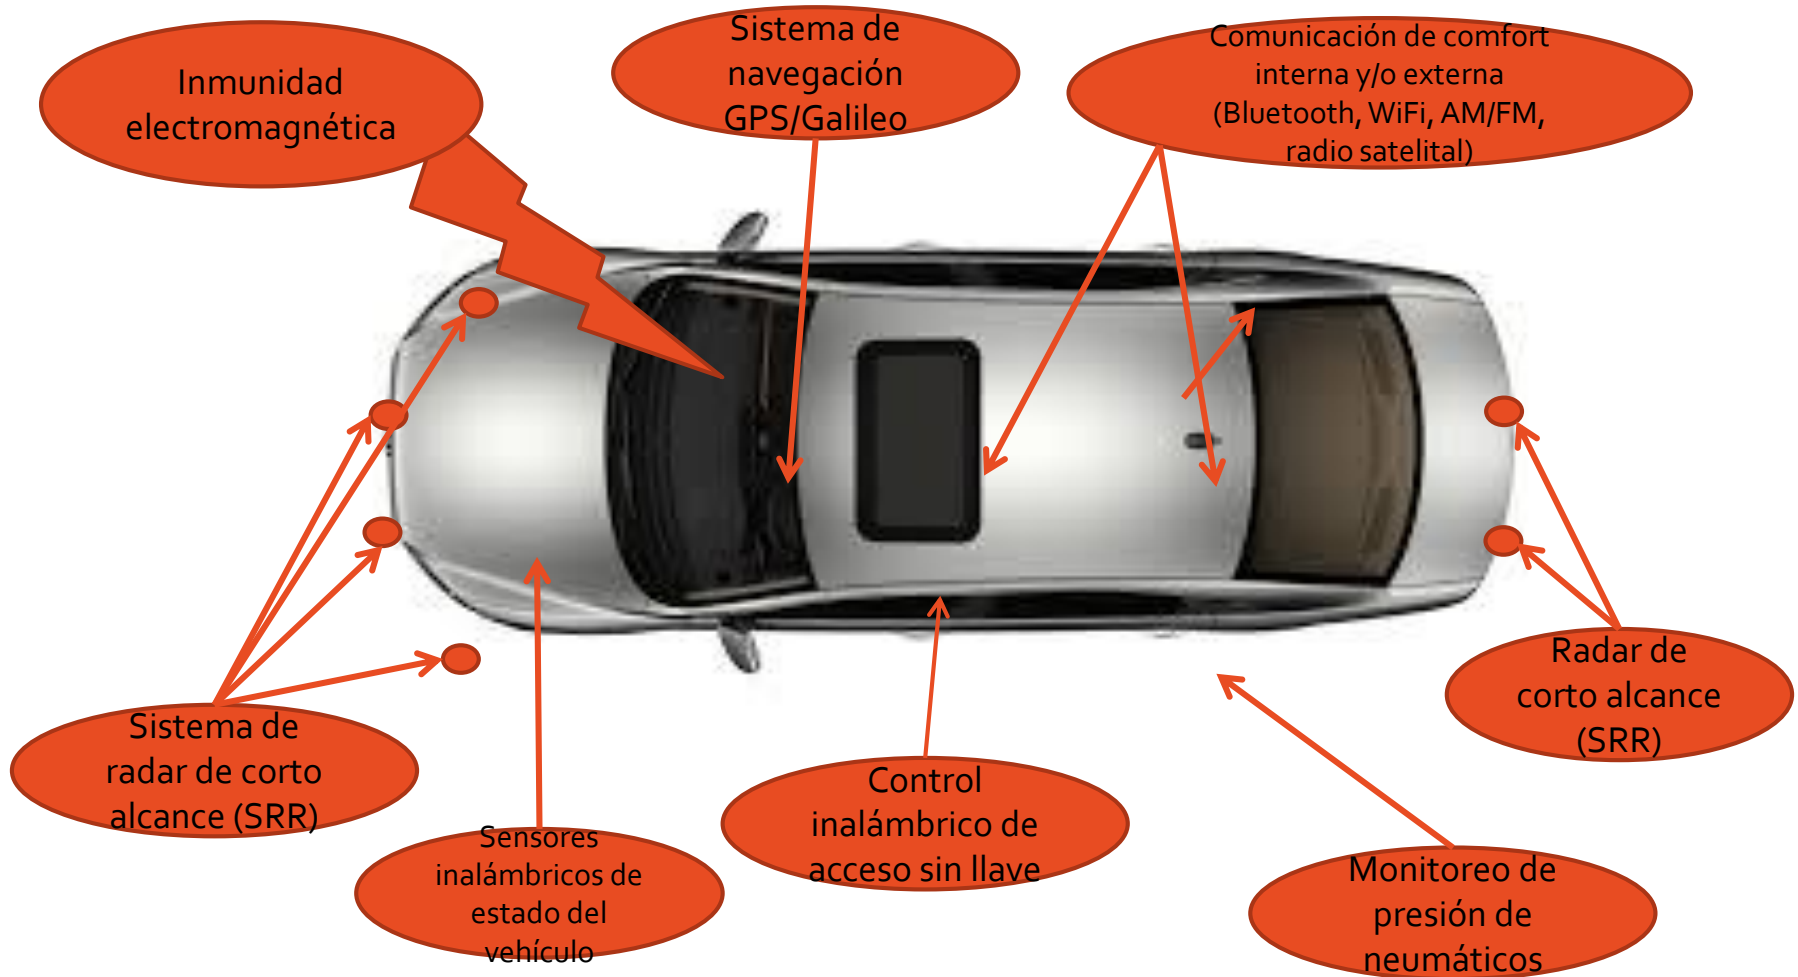 Inmunidad
electromagnética
Sistema de
navegación
GPS/Galileo
Comunicación de comfort
interna y/o externa
(Bluetooth, WiFi, AM/FM,
radio satelital)
Sistema de
radar de corto
alcance (SRR)
Sensores
inalámbricos de
estado del
vehículo
Control
inalámbrico de
acceso sin llave
Monitoreo de
presión de
neumáticos
Radar de
corto alcance
(SRR)